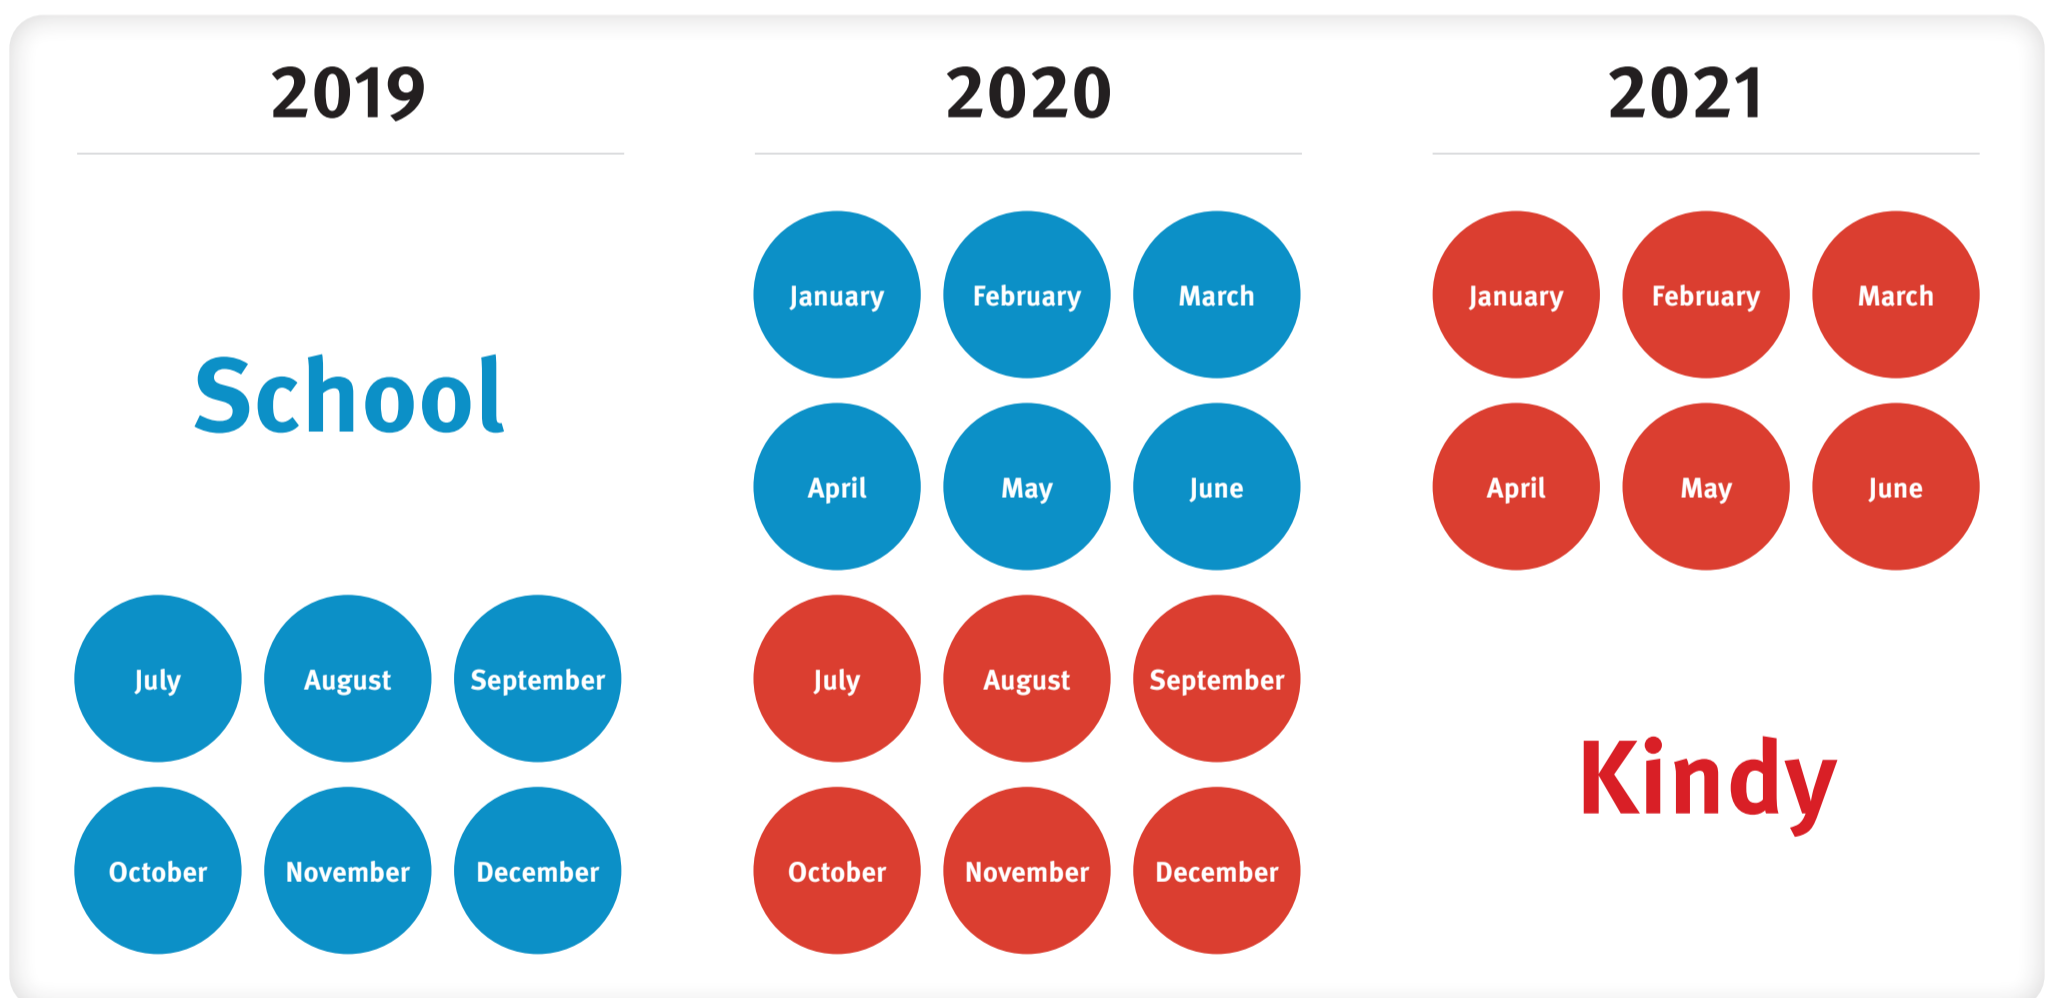 2019
2020
2021
School
January
February
March
April
May
June
January
February
March
April
May
June
July
August
September
October
November
December
July
August
September
October
November
December
Kindy